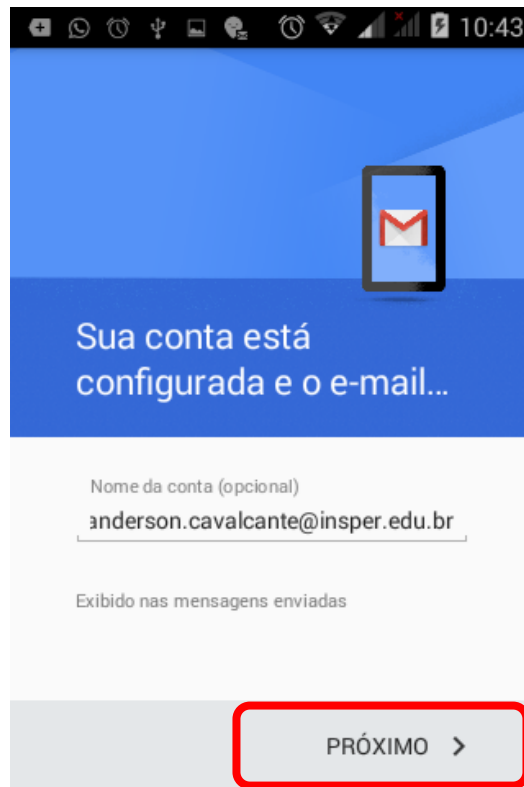 10:43
Sua conta está
configurada e o e-mail...
Nome da conta (opcional)
anderson.cavalcante@insper.edu.br
Exibido nas mensagens enviadas
PRÓXIMO